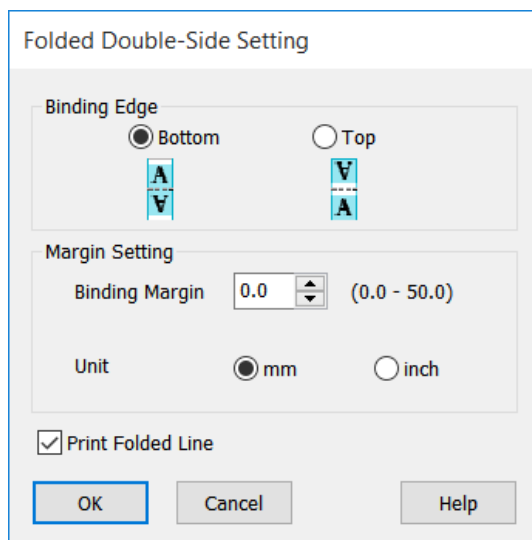 Folded Double-Side Setting
Binding Edge
Bottom Top
A A
A A
Margin Setting
Binding Margin 0.0 (0.0 - 50.0)
Unit mm inch
Print Folded Line
OK Cancel Help